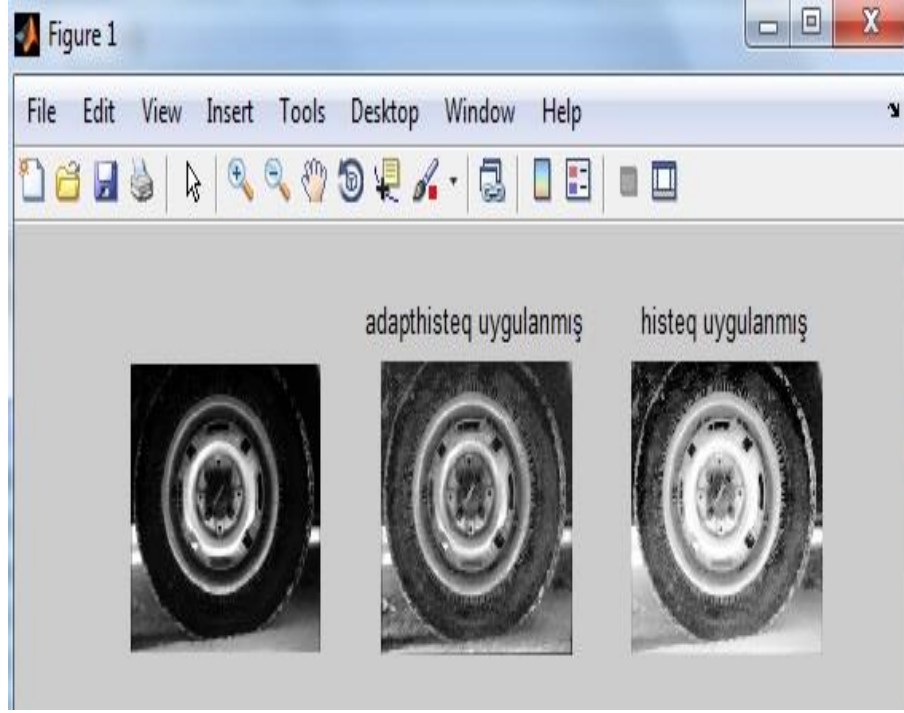 Figure 1
File Edit View Insert Tools Desktop Window Help
adapthisteq uygulanmış histeq uygulanmış